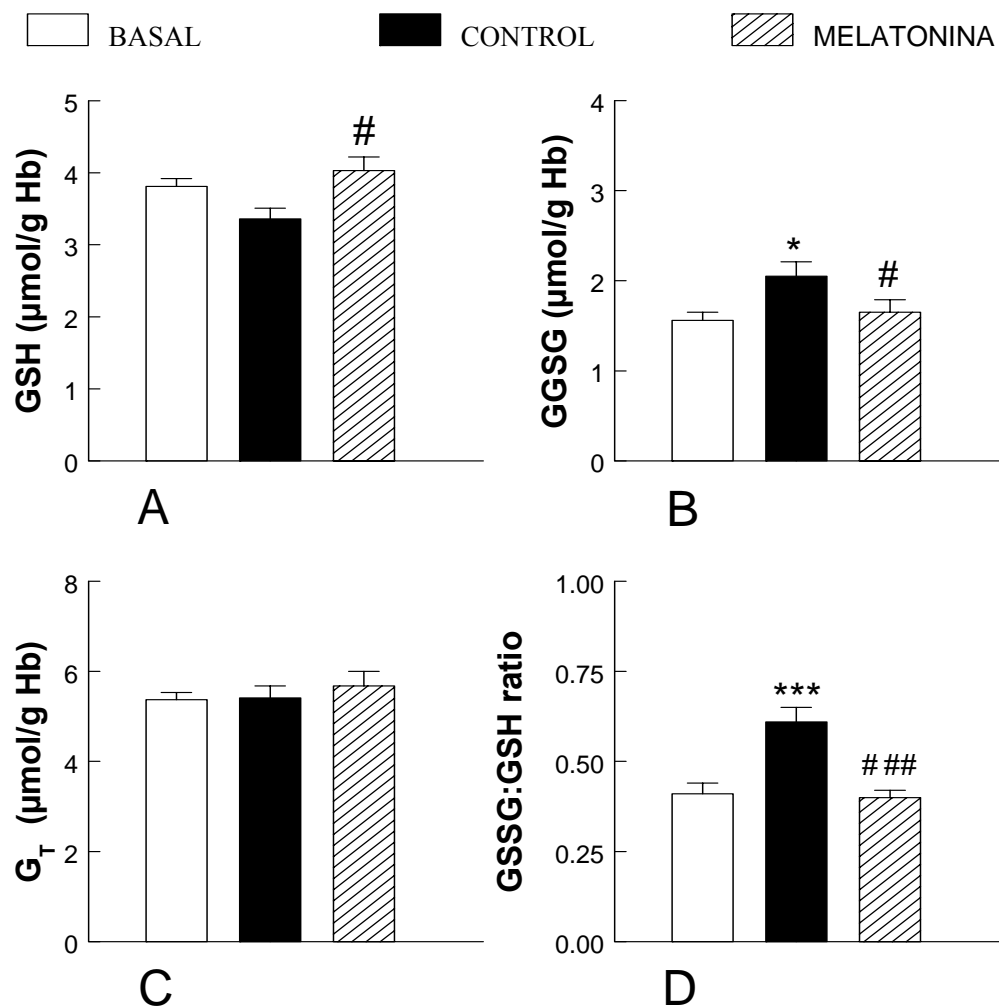 BASAL CONTROL MELATONINA
GSH (µmol/g Hb)
5
4
3
2
1
0
#
A
GGSG (µmol/g Hb)
4
3
2
1
0
*
#
B
G_T (µmol/g Hb)
8
6
4
2
0
C
GSSG:GSH ratio
1.00
0.75
0.50
0.25
0.00
***
###
D